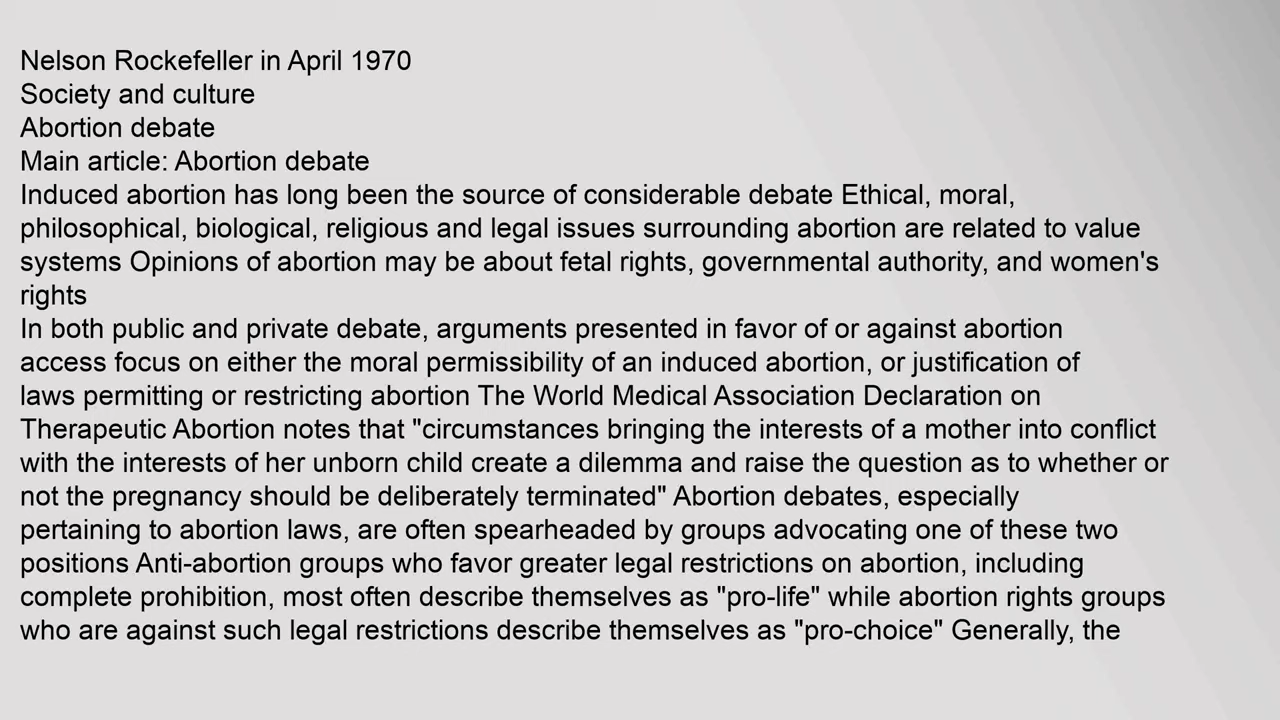 Nelson Rockefeller in April 1970
Society and culture
Abortion debate
Main article: Abortion debate
Induced abortion has long been the source of considerable debate Ethical, moral,
philosophical, biological, religious and legal issues surrounding abortion are related to value
systems Opinions of abortion may be about fetal rights, governmental authority, and women's
rights
In both public and private debate, arguments presented in favor of or against abortion
access focus on either the moral permissibility of an induced abortion, or justification of
laws permitting or restricting abortion The World Medical Association Declaration on
Therapeutic Abortion notes that "circumstances bringing the interests of a mother into conflict
with the interests of her unborn child create a dilemma and raise the question as to whether or
not the pregnancy should be deliberately terminated" Abortion debates, especially
pertaining to abortion laws, are often spearheaded by groups advocating one of these two
positions Anti-abortion groups who favor greater legal restrictions on abortion, including
complete prohibition, most often describe themselves as "pro-life" while abortion rights groups
who are against such legal restrictions describe themselves as "pro-choice" Generally, the